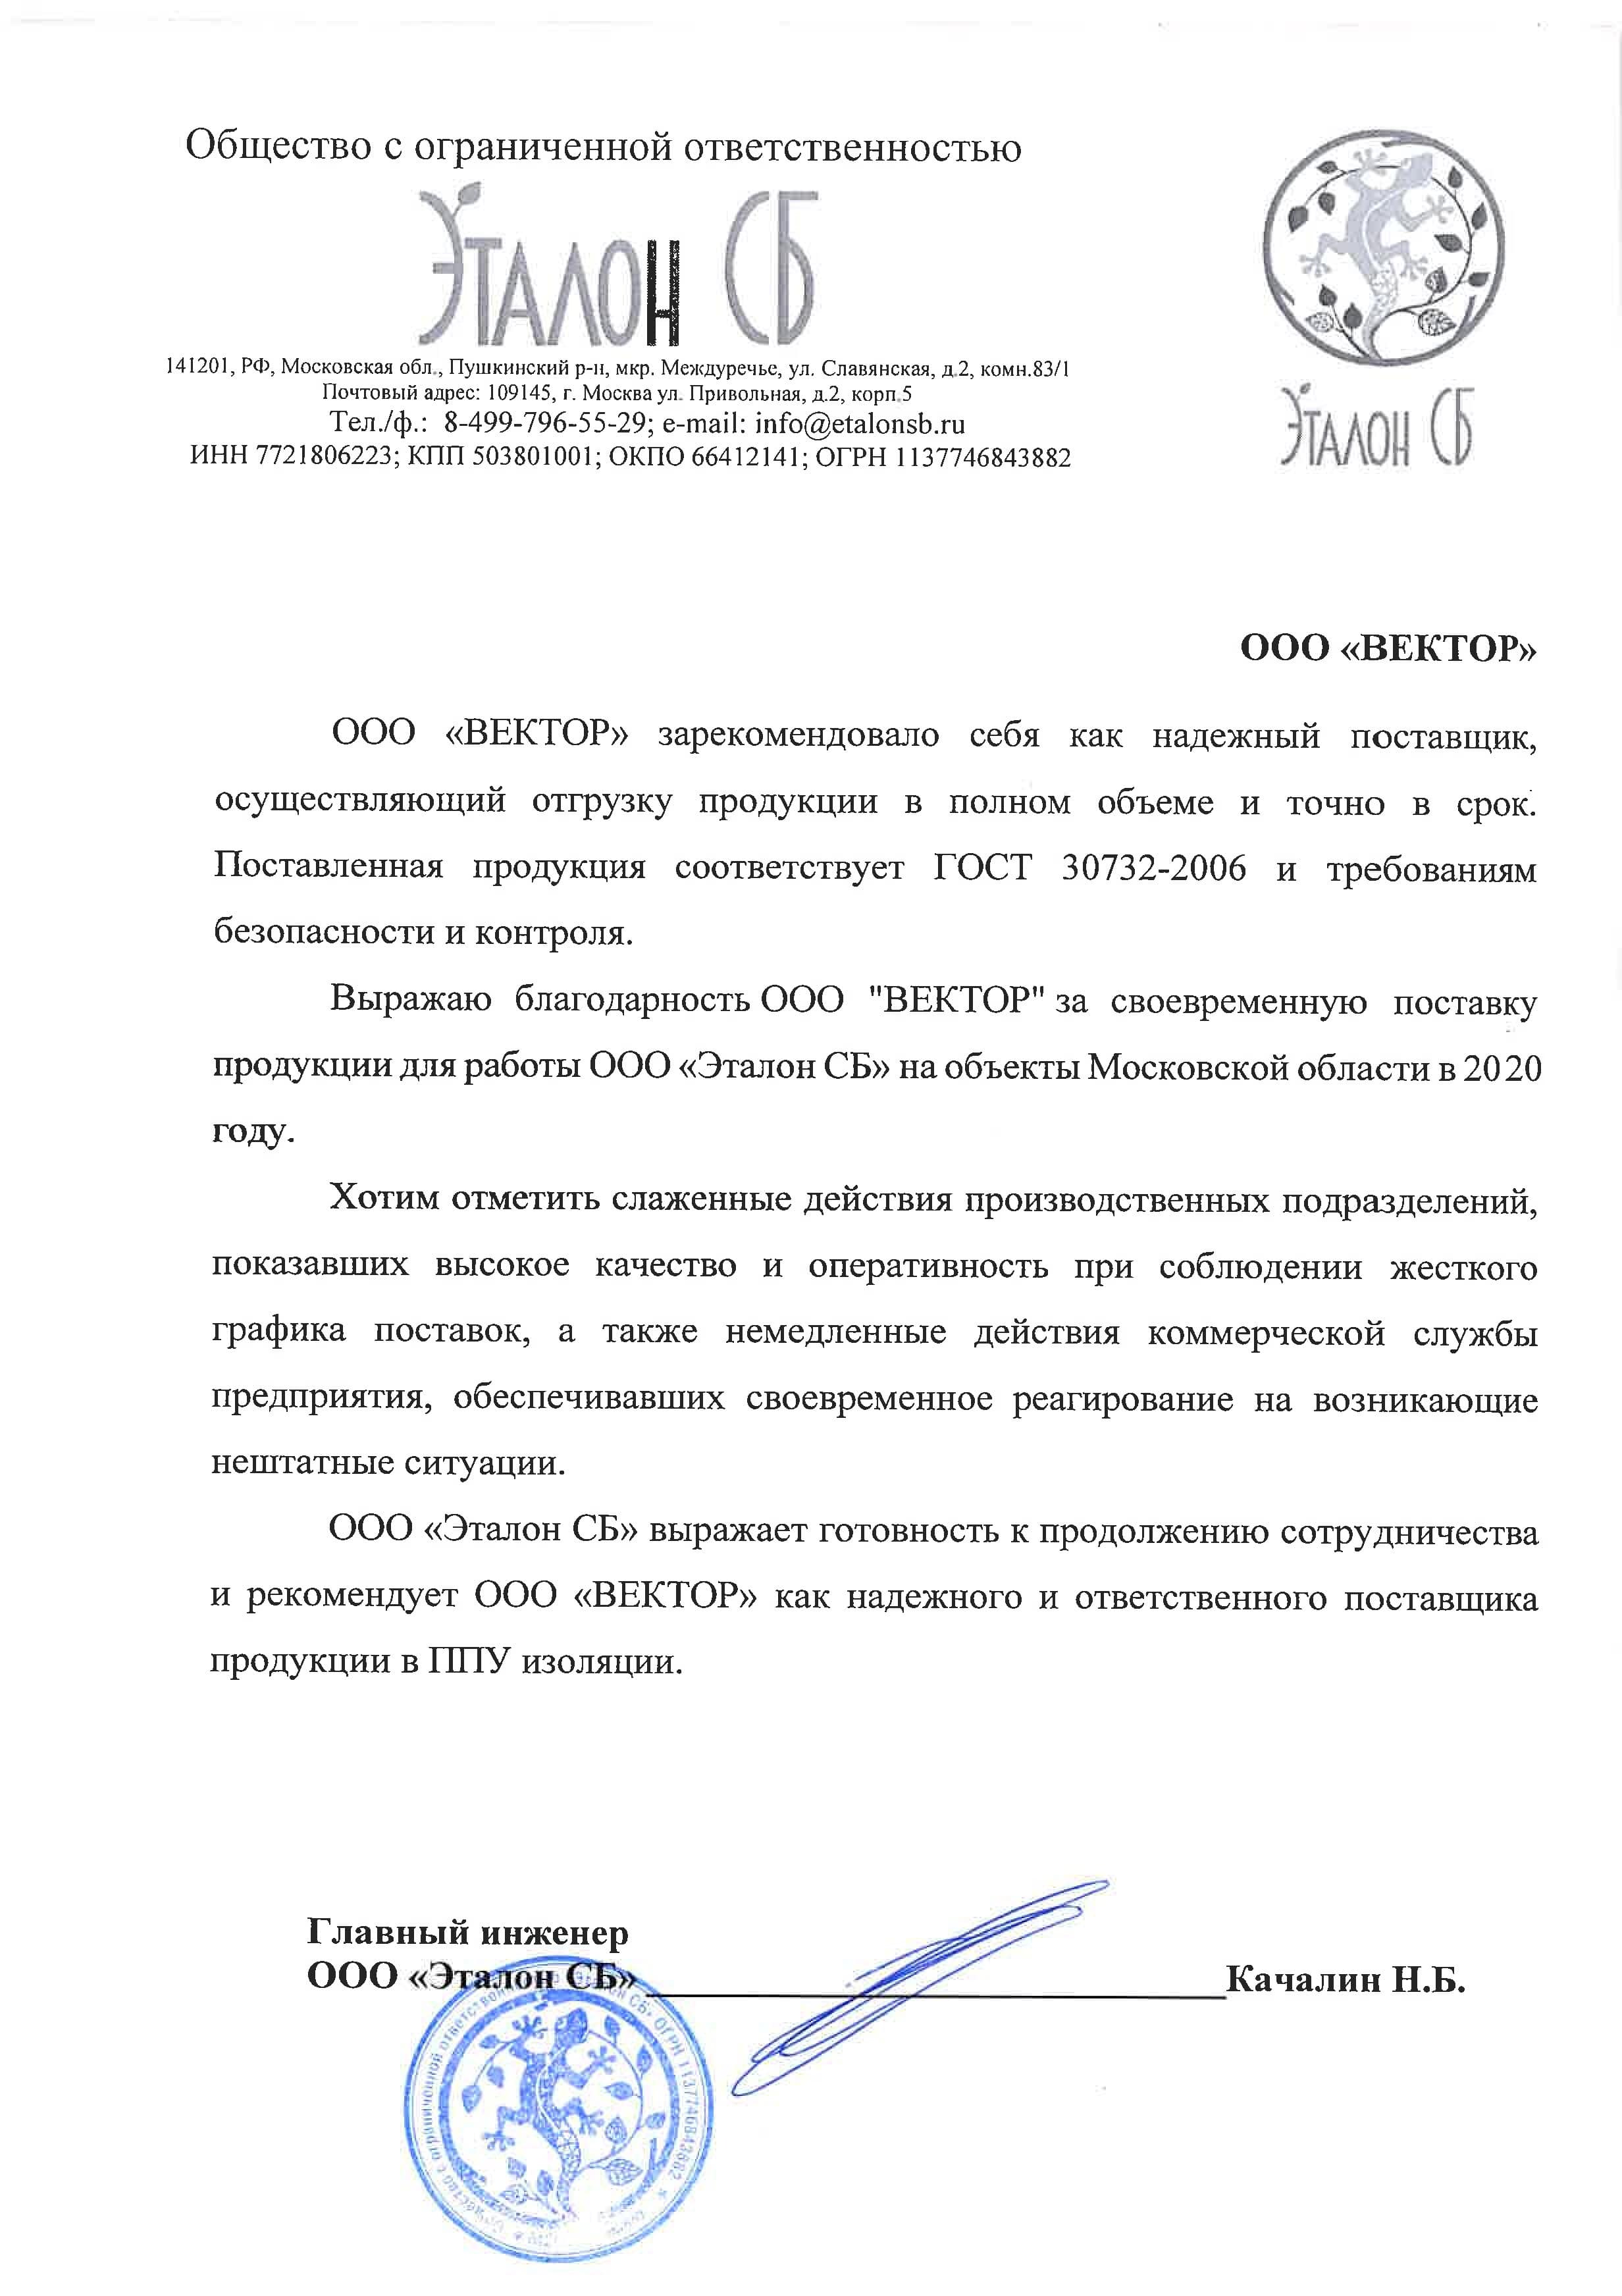 Общество с ограниченной ответственностью
Эталон СБ
141201, РФ, Московская обл., Пушкинский р-н, мкр. Междуречье, ул. Славянская, д.2, комн.83/1
Почтовый адрес: 109145, г. Москва ул. Привольная, д.2, корп.5
Тел./ф.: 8-499-796-55-29; e-mail: info@etalonsb.ru
ИНН 7721806223; КПП 503801001; ОКПО 66412141; ОГРН 1137746843882
Эталон СБ
ООО «ВЕКТОР»
ООО «ВЕКТОР» зарекомендовало себя как надежный поставщик,
осуществляющий отгрузку продукции в полном объеме и точно в срок.
Поставленная продукция соответствует ГОСТ 30732-2006 и требованиям
безопасности и контроля.
Выражаю благодарность ООО "ВЕКТОР" за своевременную поставку
продукции для работы ООО «Эталон СБ» на объекты Московской области в 2020
году.
Хотим отметить слаженные действия производственных подразделений,
показавших высокое качество и оперативность при соблюдении жесткого
графика поставок, а также немедленные действия коммерческой службы
предприятия, обеспечивавших своевременное реагирование на возникающие
нештатные ситуации.
ООО «Эталон СБ» выражает готовность к продолжению сотрудничества
и рекомендует ООО «ВЕКТОР» как надежного и ответственного поставщика
продукции в ППУ изоляции.
Главный инженер
ООО «Эталон СБ» Качалин Н.Б.
ограниченной ответственностью «Эталон СБ» ОГРН 1137746843882